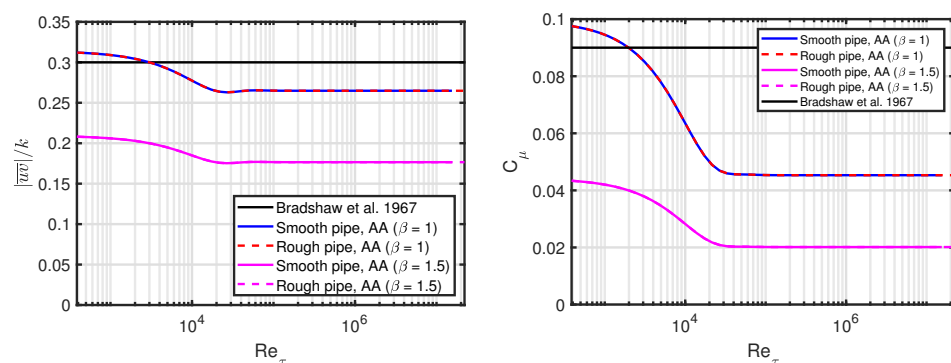 0.35
0.3
0.25
0.2
0.15
0.1
0.05
0
|uv|/k
10^4
10^6
Re_τ
Bradshaw et al. 1967
Smooth pipe, AA (β = 1)
Rough pipe, AA (β = 1)
Smooth pipe, AA (β = 1.5)
Rough pipe, AA (β = 1.5)
0.1
0.08
0.06
0.04
0.02
0
C_μ
10^4
10^6
Re_τ
Smooth pipe, AA (β = 1)
Rough pipe, AA (β = 1)
Smooth pipe, AA (β = 1.5)
Rough pipe, AA (β = 1.5)
Bradshaw et al. 1967